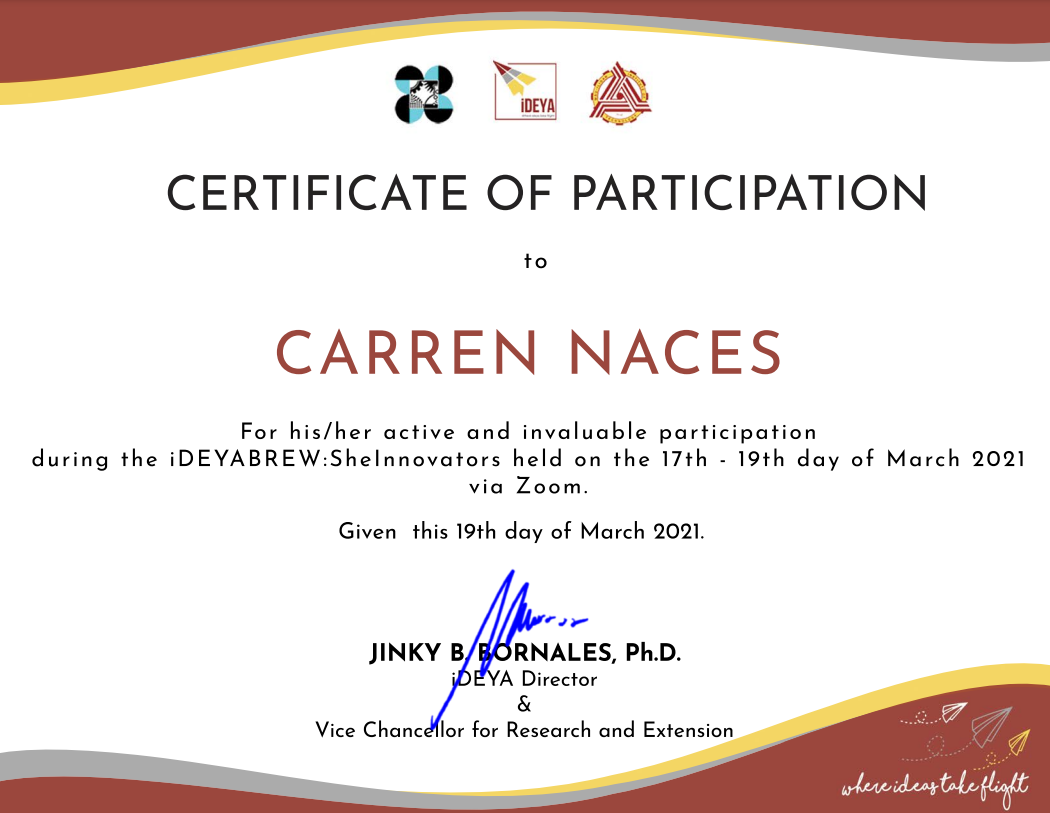 iDEYA
CERTIFICATE OF PARTICIPATION
to
CARREN NACES
For his/her active and invaluable participation
during the iDEYABREW:SheInnovators held on the 17th - 19th day of March 2021
via Zoom.
Given this 19th day of March 2021.
JINKY B. BORNALES, Ph.D.
iDEYA Director
&
Vice Chancellor for Research and Extension
where ideas take flight